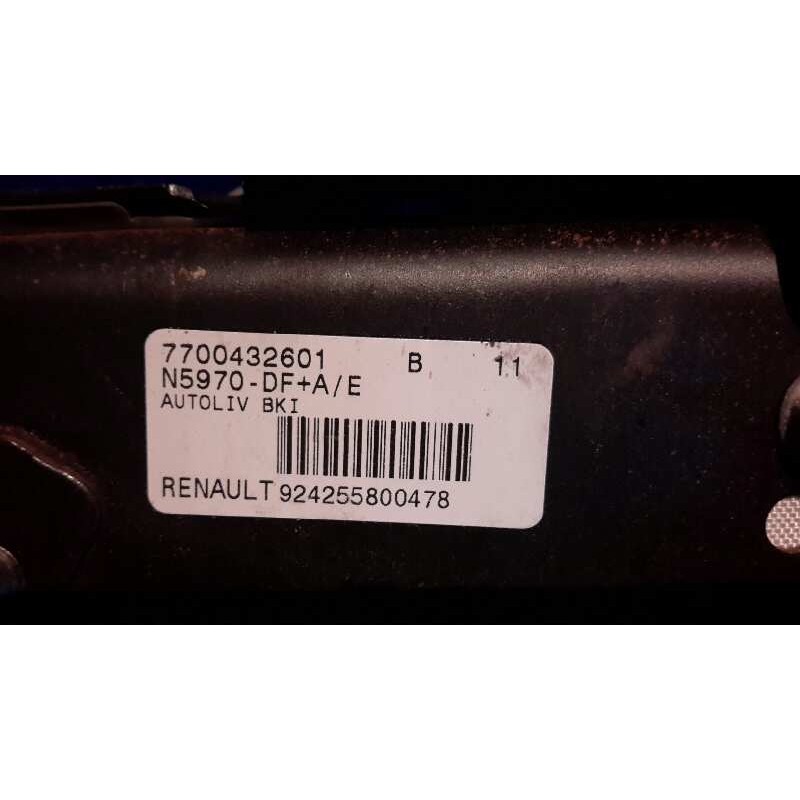 7700432601 B 11
N5970-DF+A/E
AUTOLIV BKI
RENAULT 924255800478